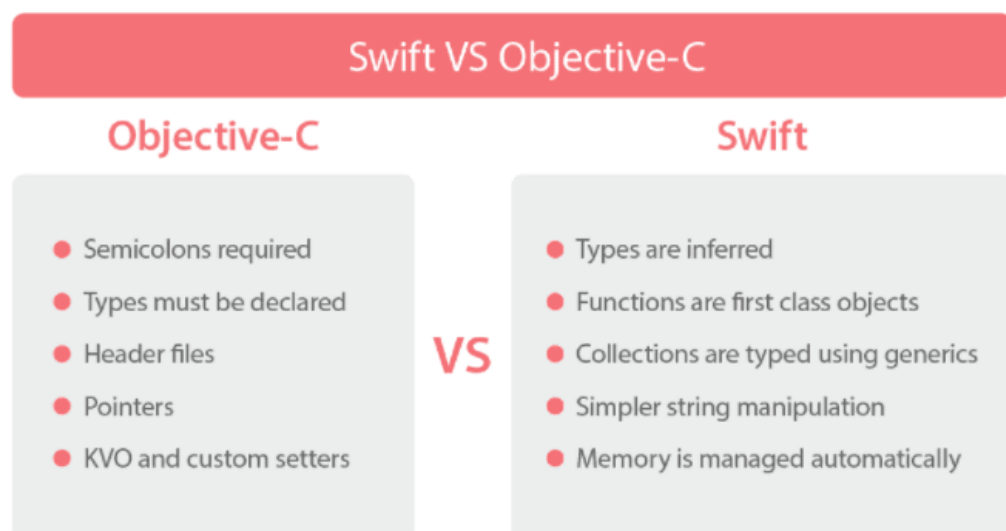 Swift VS Objective-C
Objective-C
Semicolons required
Types must be declared
Header files
Pointers
KVO and custom setters
VS
Swift
Types are inferred
Functions are first class objects
Collections are typed using generics
Simpler string manipulation
Memory is managed automatically